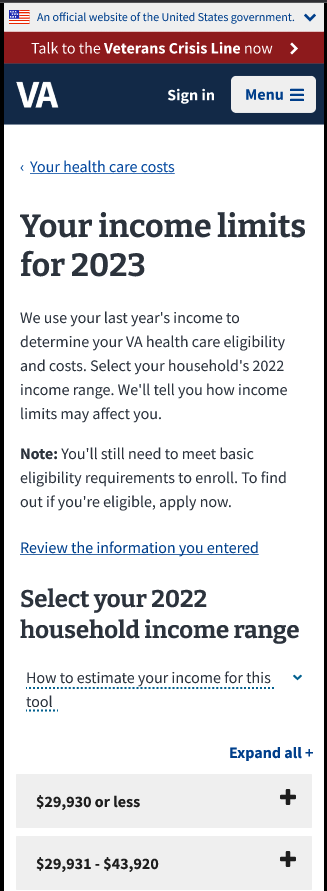 An official website of the United States government.
Talk to the Veterans Crisis Line now
VA
Sign in
Menu
‹ Your health care costs
Your income limits
for 2023
We use your last year's income to
determine your VA health care eligibility
and costs. Select your household's 2022
income range. We'll tell you how income
limits may affect you.
Note: You'll still need to meet basic
eligibility requirements to enroll. To find
out if you're eligible, apply now.
Review the information you entered
Select your 2022
household income range
How to estimate your income for this
tool
Expand all +
$29,930 or less
$29,931 - $43,920